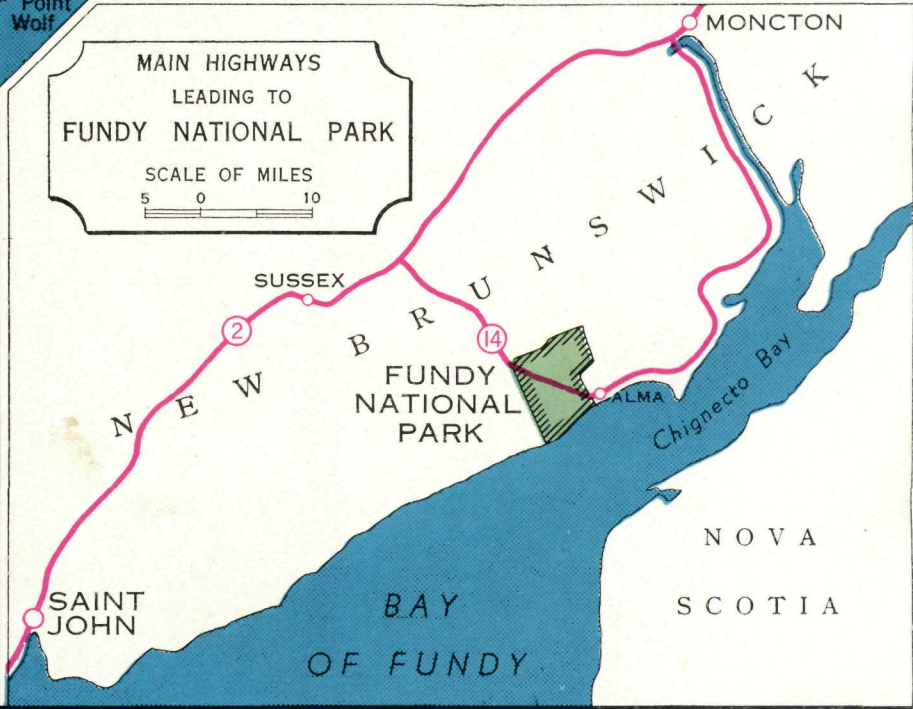 Point
Wolf
MONCTON
MAIN HIGHWAYS
LEADING TO
FUNDY NATIONAL PARK
SCALE OF MILES
5 0 10
NEW BRUNSWICK
SUSSEX
2
14
FUNDY
NATIONAL
PARK
ALMA
Chignecto Bay
NOVA
SCOTIA
SAINT
JOHN
BAY
OF FUNDY